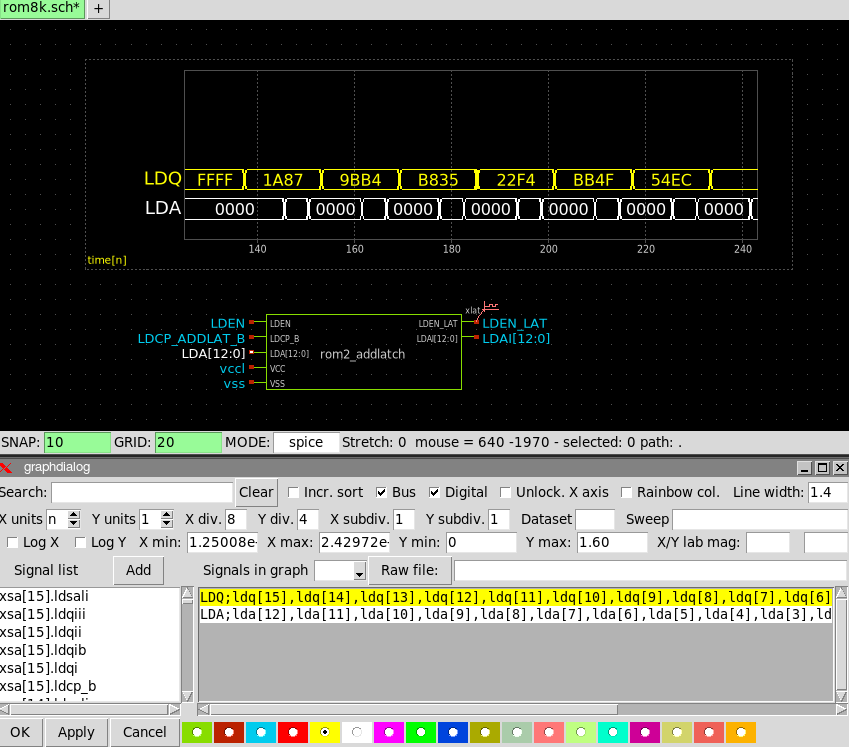 rom8k.sch* +
LDQ FFFF 1A87 9BB4 B835 22F4 BB4F 54EC
LDA 0000 0000 0000 0000 0000 0000 0000
140 160 180 200 220 240
time[n]
xlat
LDEN LDEN LDEN_LAT LDEN_LAT
LDCP_ADDLAT_B LDCP_B LDAI[12:0] LDAI[12:0]
LDA[12:0] LDA[12:0] rom2_addlatch
vccl VCC
vss VSS
SNAP: 10 GRID: 20 MODE: spice Stretch: 0 mouse = 640 -1970 - selected: 0 path: .
graphdialog
Search: Clear Incr. sort Bus Digital Unlock. X axis Rainbow col. Line width: 1.4
X units n Y units 1 X div. 8 Y div. 4 X subdiv. 1 Y subdiv. 1 Dataset Sweep
Log X Log Y X min: 1.25008e- X max: 2.42972e- Y min: 0 Y max: 1.60 X/Y lab mag:
Signal list Add Signals in graph Raw file:
xsa[15].ldsali LDQ;ldq[15],ldq[14],ldq[13],ldq[12],ldq[11],ldq[10],ldq[9],ldq[8],ldq[7],ldq[6]
xsa[15].ldqiii LDA;lda[12],lda[11],lda[10],lda[9],lda[8],lda[7],lda[6],lda[5],lda[4],lda[3],ld
xsa[15].ldqii
xsa[15].ldqib
xsa[15].ldqi
xsa[15].ldcp_b
OK Apply Cancel